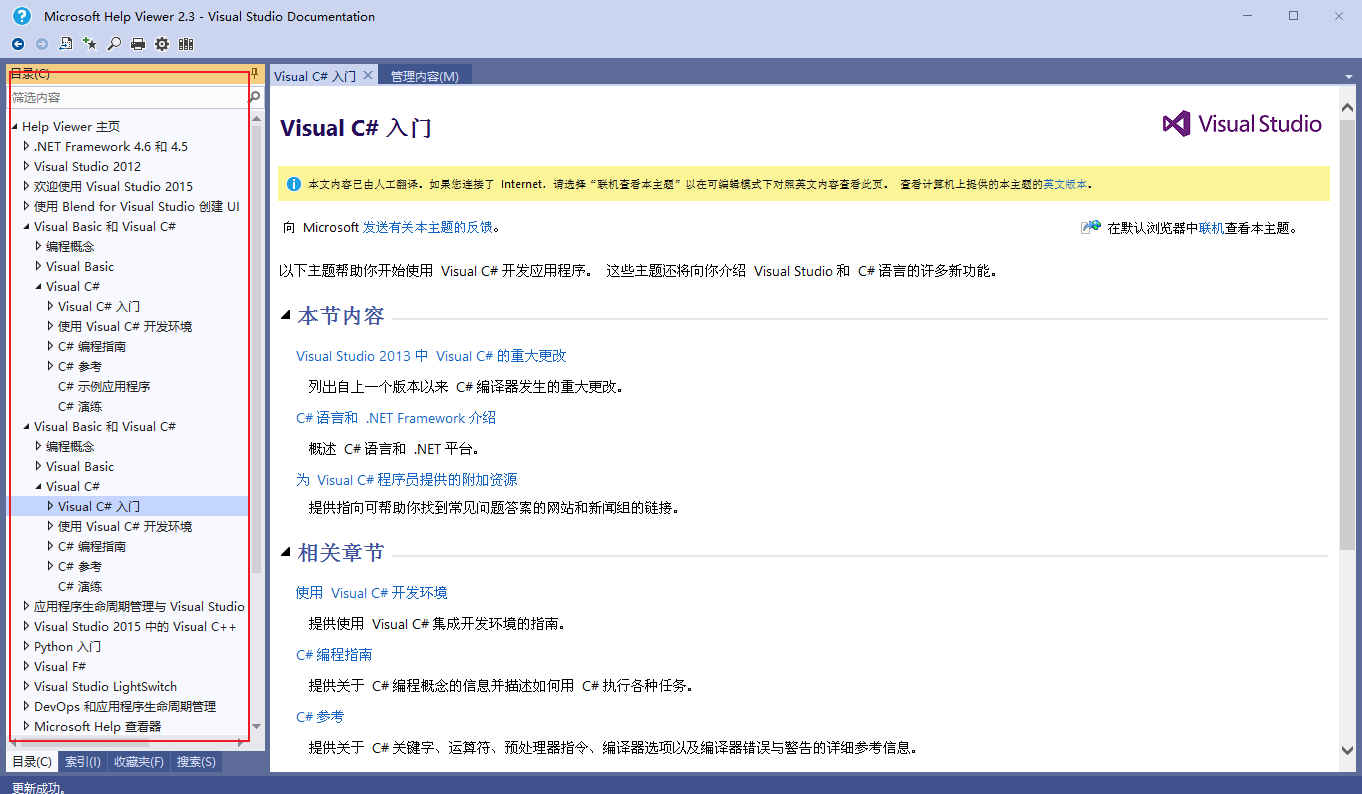 Microsoft Help Viewer 2.3 - Visual Studio Documentation
目录(C)
筛选内容
Help Viewer 主页
.NET Framework 4.6 和 4.5
Visual Studio 2012
欢迎使用 Visual Studio 2015
使用 Blend for Visual Studio 创建 UI
Visual Basic 和 Visual C#
编程概念
Visual Basic
Visual C#
Visual C# 入门
使用 Visual C# 开发环境
C# 编程指南
C# 参考
C# 示例应用程序
C# 演练
Visual Basic 和 Visual C#
编程概念
Visual Basic
Visual C#
Visual C# 入门
使用 Visual C# 开发环境
C# 编程指南
C# 参考
C# 演练
应用程序生命周期管理与 Visual Studio
Visual Studio 2015 中的 Visual C++
Python 入门
Visual F#
Visual Studio LightSwitch
DevOps 和应用程序生命周期管理
Microsoft Help 查看器
目录(C) 索引(I) 收藏夹(F) 搜索(S)
更新成功。
Visual C# 入门 管理内容(M)
Visual C# 入门
Visual Studio
本文内容已由人工翻译。如果您连接了 Internet，请选择“联机查看本主题”以在可编辑模式下对照英文内容查看此页。 查看计算机上提供的本主题的英文版本。
向 Microsoft 发送有关本主题的反馈。
在默认浏览器中联机查看本主题。
以下主题帮助你开始使用 Visual C# 开发应用程序。 这些主题还将向你介绍 Visual Studio 和 C# 语言的许多新功能。
本节内容
Visual Studio 2013 中 Visual C# 的重大更改
列出自上一个版本以来 C# 编译器发生的重大更改。
C# 语言和 .NET Framework 介绍
概述 C# 语言和 .NET 平台。
为 Visual C# 程序员提供的附加资源
提供指向可帮助你找到常见问题答案的网站和新闻组的链接。
相关章节
使用 Visual C# 开发环境
提供使用 Visual C# 集成开发环境的指南。
C# 编程指南
提供关于 C# 编程概念的信息并描述如何用 C# 执行各种任务。
C# 参考
提供关于 C# 关键字、运算符、预处理器指令、编译器选项以及编译器错误与警告的详细参考信息。